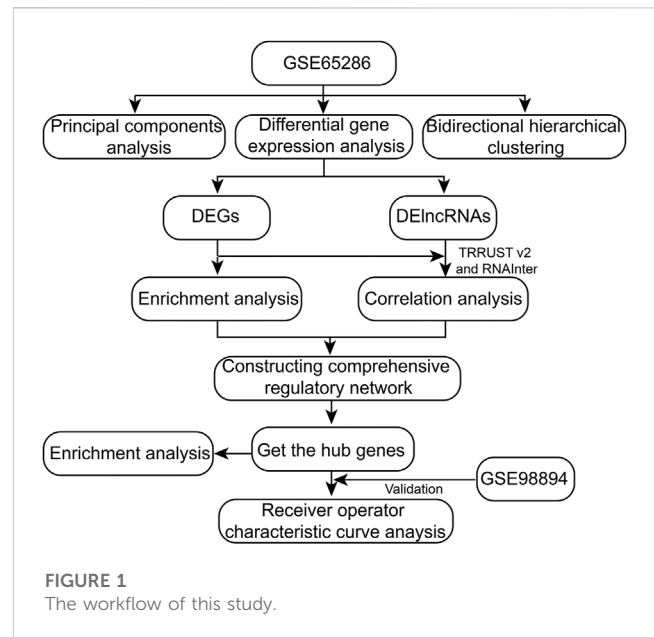 GSE65286
Principal components
analysis
Differential gene
expression analysis
Bidirectional hierarchical
clustering
DEGs
DElncRNAs
TRRUST v2
and RNAInter
Enrichment analysis
Correlation analysis
Constructing comprehensive
regulatory network
Enrichment analysis
Get the hub genes
GSE98894
Validation
Receiver operator
characteristic curve anaysis
FIGURE 1
The workflow of this study.